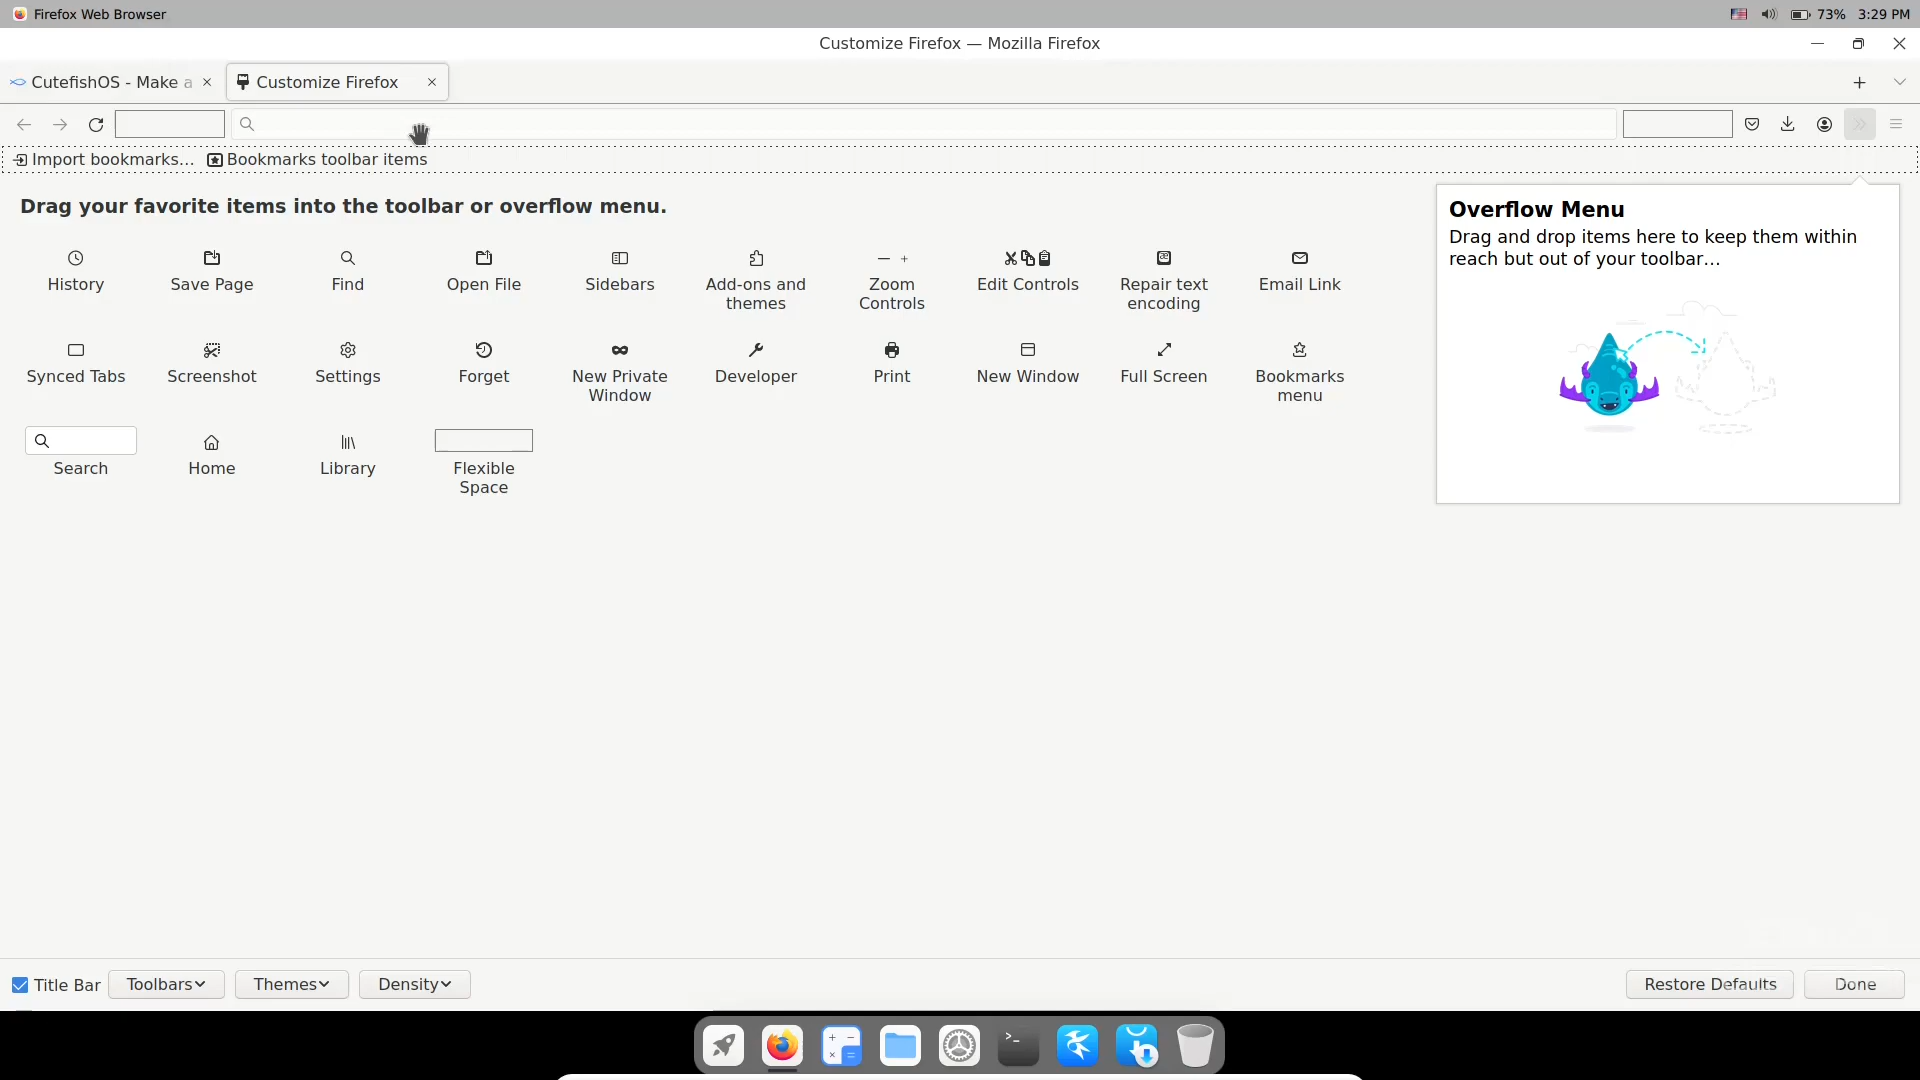 Firefox Web Browser
73%
3:29 PM
Customize Firefox — Mozilla Firefox
CutefishOS - Make a
Customize Firefox
Import bookmarks...
Bookmarks toolbar items
Drag your favorite items into the toolbar or overflow menu.
History
Save Page
Find
Open File
Sidebars
Add-ons and
themes
Zoom
Controls
Edit Controls
Repair text
encoding
Email Link
Synced Tabs
Screenshot
Settings
Forget
New Private
Window
Developer
Print
New Window
Full Screen
Bookmarks
menu
Search
Home
Library
Flexible
Space
Overflow Menu
Drag and drop items here to keep them within
reach but out of your toolbar...
Title Bar
Toolbars
Themes
Density
Restore Defaults
Done